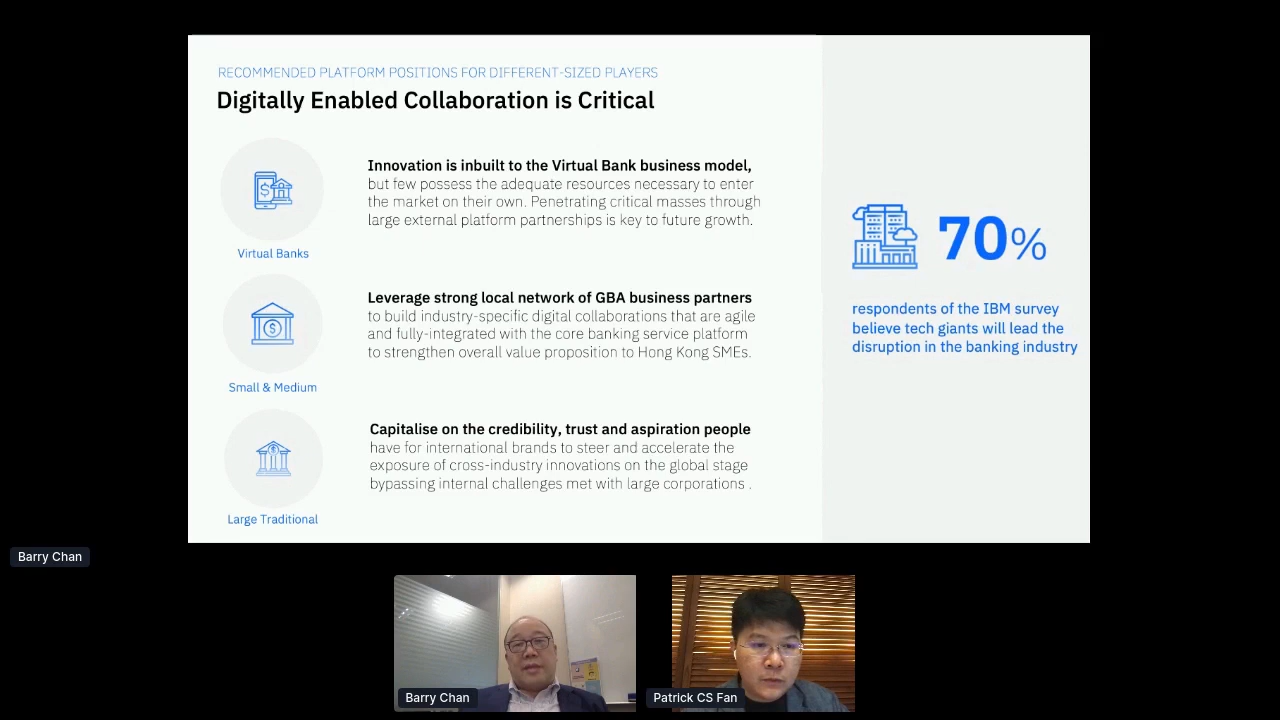 RECOMMENDED PLATFORM POSITIONS FOR DIFFERENT-SIZED PLAYERS
Digitally Enabled Collaboration is Critical
Innovation is inbuilt to the Virtual Bank business model,
but few possess the adequate resources necessary to enter
the market on their own. Penetrating critical masses through
large external platform partnerships is key to future growth.
Virtual Banks
Leverage strong local network of GBA business partners
to build industry-specific digital collaborations that are agile
and fully-integrated with the core banking service platform
to strengthen overall value proposition to Hong Kong SMEs.
Small & Medium
Capitalise on the credibility, trust and aspiration people
have for international brands to steer and accelerate the
exposure of cross-industry innovations on the global stage
bypassing internal challenges met with large corporations .
Large Traditional
70%
respondents of the IBM survey
believe tech giants will lead the
disruption in the banking industry
Barry Chan
Barry Chan
Patrick CS Fan